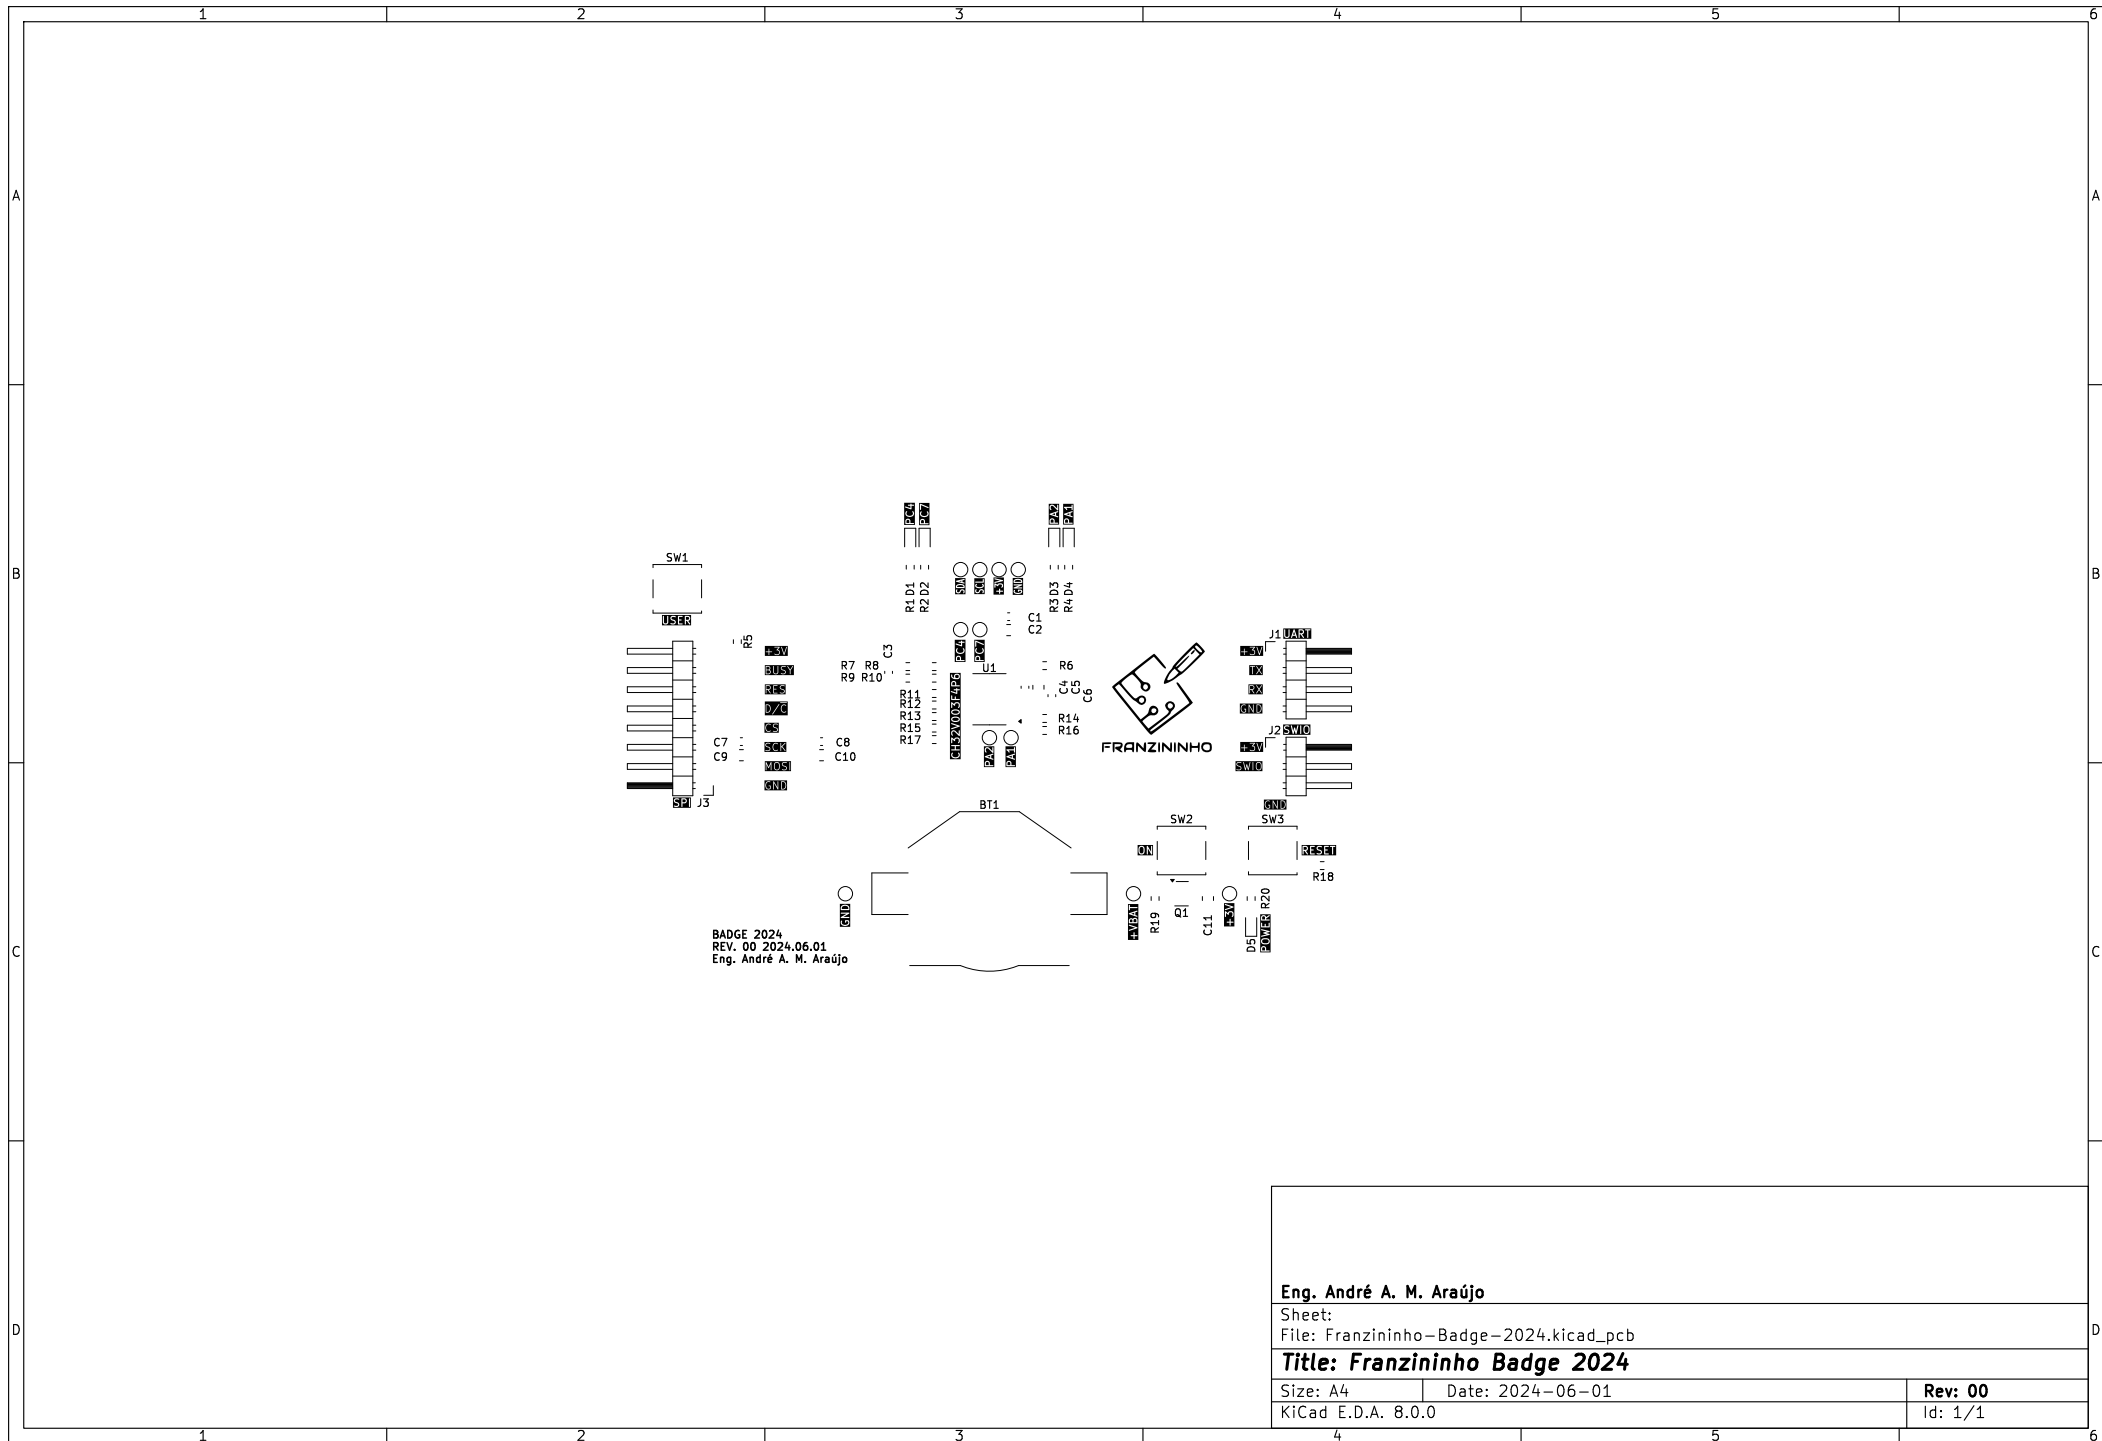 1 2 3 4 5 6
A A
PC4 PC7 PA2 PA1
SW1
B B
D1 D2 SDA SCL +3V GND D3 D4
R1 R2 R3 R4
USER
C1
C2
R5
J1 UART
C3
PC4 PC7
+3V
BUSY
RES
D/C
CS
SCK
MOSI
GND
R7 R8
R9 R10
U1
R6
R11
R12
R13
R15
R17
CH32V003F4P6
C4
C5
C6
R14
R16
PA2 PA1
C7 C8
C9 C10
SPI J3
FRANZININHO
+3V
TX
RX
GND
J2 SWIO
+3V
SWIO
GND
BT1
SW2 SW3
ON RESET
R18
GND
+VBAT
R19
Q1
C11
+3V
R20
D5
POWER
BADGE 2024
REV. 00 2024.06.01
Eng. André A. M. Araújo
C C
Eng. André A. M. Araújo
Sheet:
File: Franzininho-Badge-2024.kicad_pcb
D D
Title: Franzininho Badge 2024
Size: A4 Date: 2024-06-01 Rev: 00
KiCad E.D.A. 8.0.0 Id: 1/1
1 2 3 4 5 6